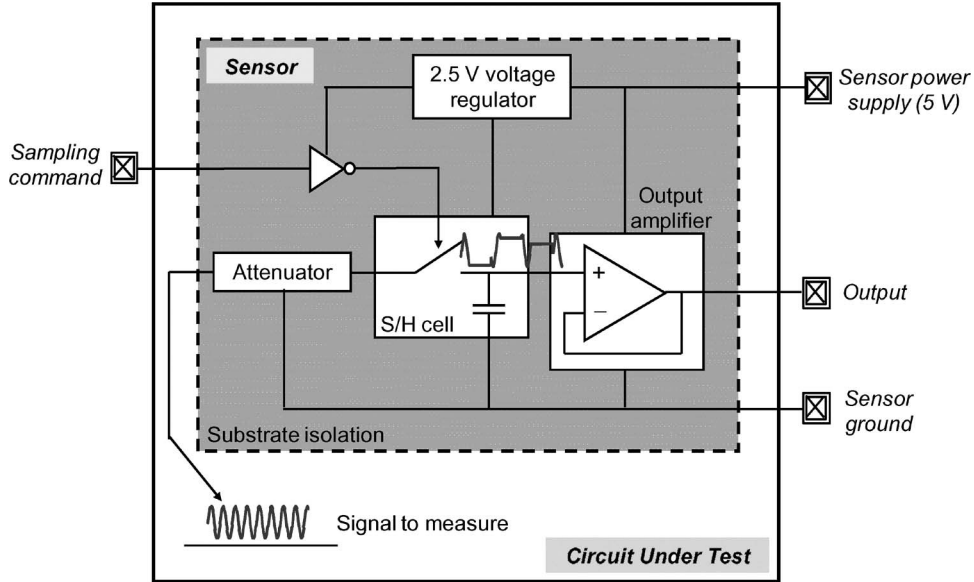 Sensor
2.5 V voltage
regulator
Sensor power
supply (5 V)
Sampling
command
Output
amplifier
Attenuator
S/H cell
+
−
Output
Sensor
ground
Substrate isolation
Signal to measure
Circuit Under Test